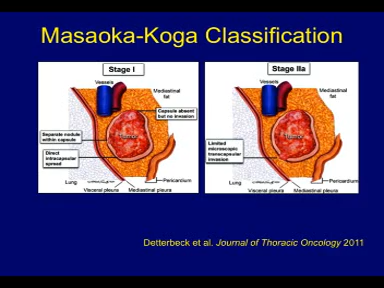 Masaoka-Koga Classification
Stage I
Vessels
Mediastinal
fat
Capsule absent
but no invasion
Separate nodule
within capsule
Thymoma
Direct
intracapsular
spread
Lung
Visceral pleura
Mediastinal pleura
Pericardium
Stage IIa
Vessels
Mediastinal
fat
Limited
microscopic
transcapsular
invasion
Lung
Visceral pleura
Mediastinal pleura
Pericardium
Detterbeck et al. Journal of Thoracic Oncology 2011